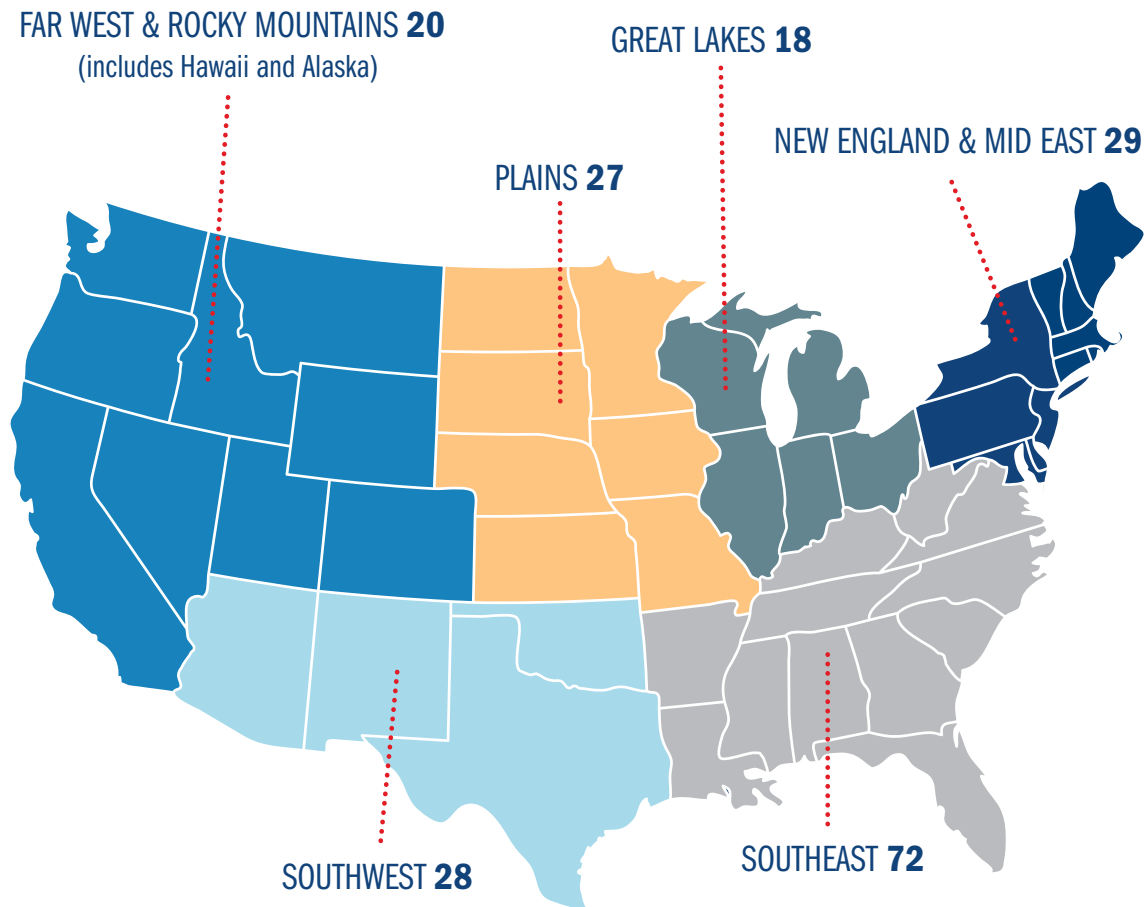 FAR WEST & ROCKY MOUNTAINS 20
(includes Hawaii and Alaska)
GREAT LAKES 18
NEW ENGLAND & MID EAST 29
PLAINS 27
SOUTHWEST 28
SOUTHEAST 72